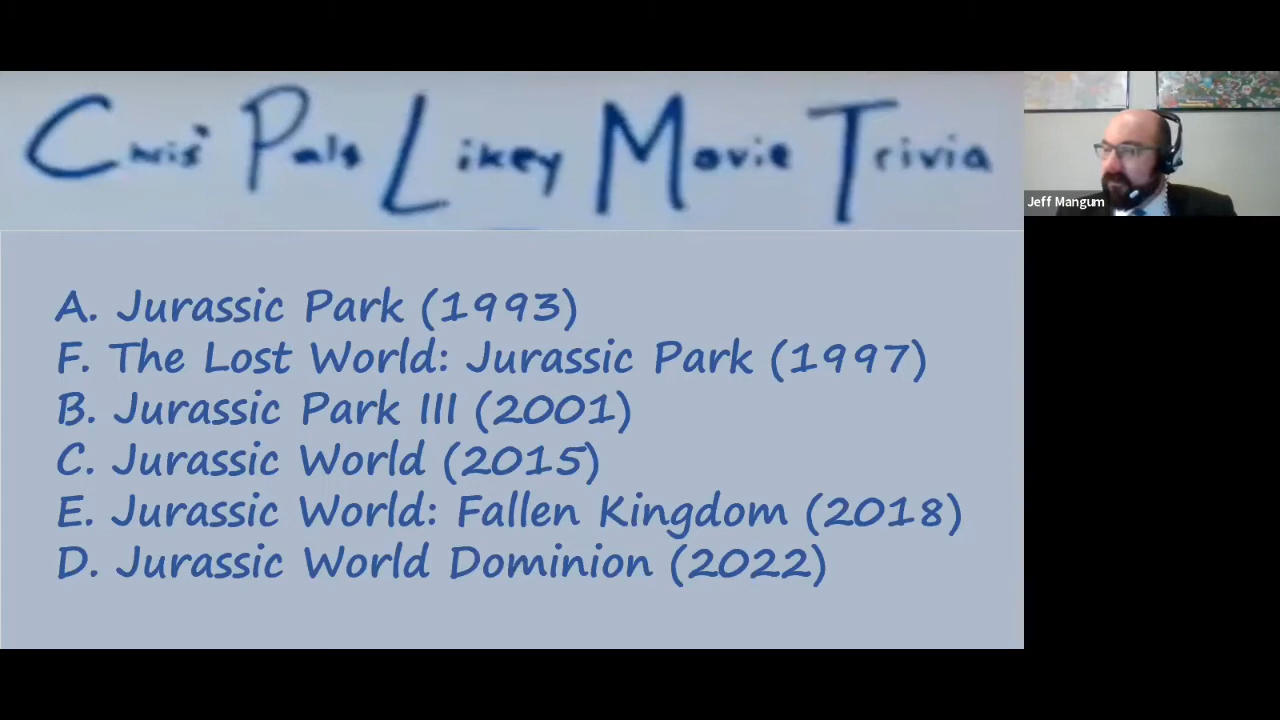 Chris' Pals Likey Movie Trivia
Jeff Mangum
A. Jurassic Park (1993)
F. The Lost World: Jurassic Park (1997)
B. Jurassic Park III (2001)
C. Jurassic World (2015)
E. Jurassic World: Fallen Kingdom (2018)
D. Jurassic World Dominion (2022)